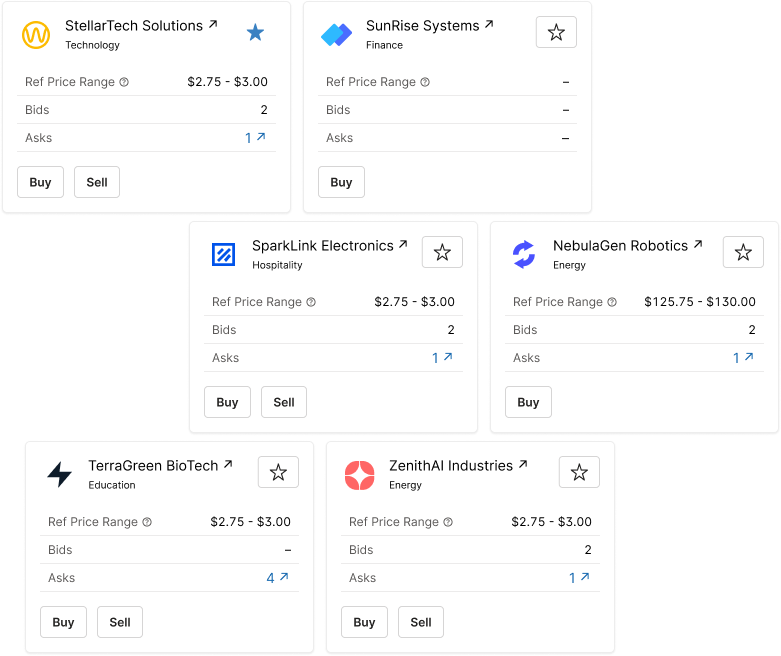 StellarTech Solutions
Technology
Ref Price Range $2.75 - $3.00
Bids 2
Asks 1
Buy Sell
SunRise Systems
Finance
Ref Price Range –
Bids –
Asks –
Buy
SparkLink Electronics
Hospitality
Ref Price Range $2.75 - $3.00
Bids 2
Asks 1
Buy Sell
NebulaGen Robotics
Energy
Ref Price Range $125.75 - $130.00
Bids 2
Asks 1
Buy
TerraGreen BioTech
Education
Ref Price Range $2.75 - $3.00
Bids –
Asks 4
Buy Sell
ZenithAI Industries
Energy
Ref Price Range $2.75 - $3.00
Bids 2
Asks 1
Buy Sell